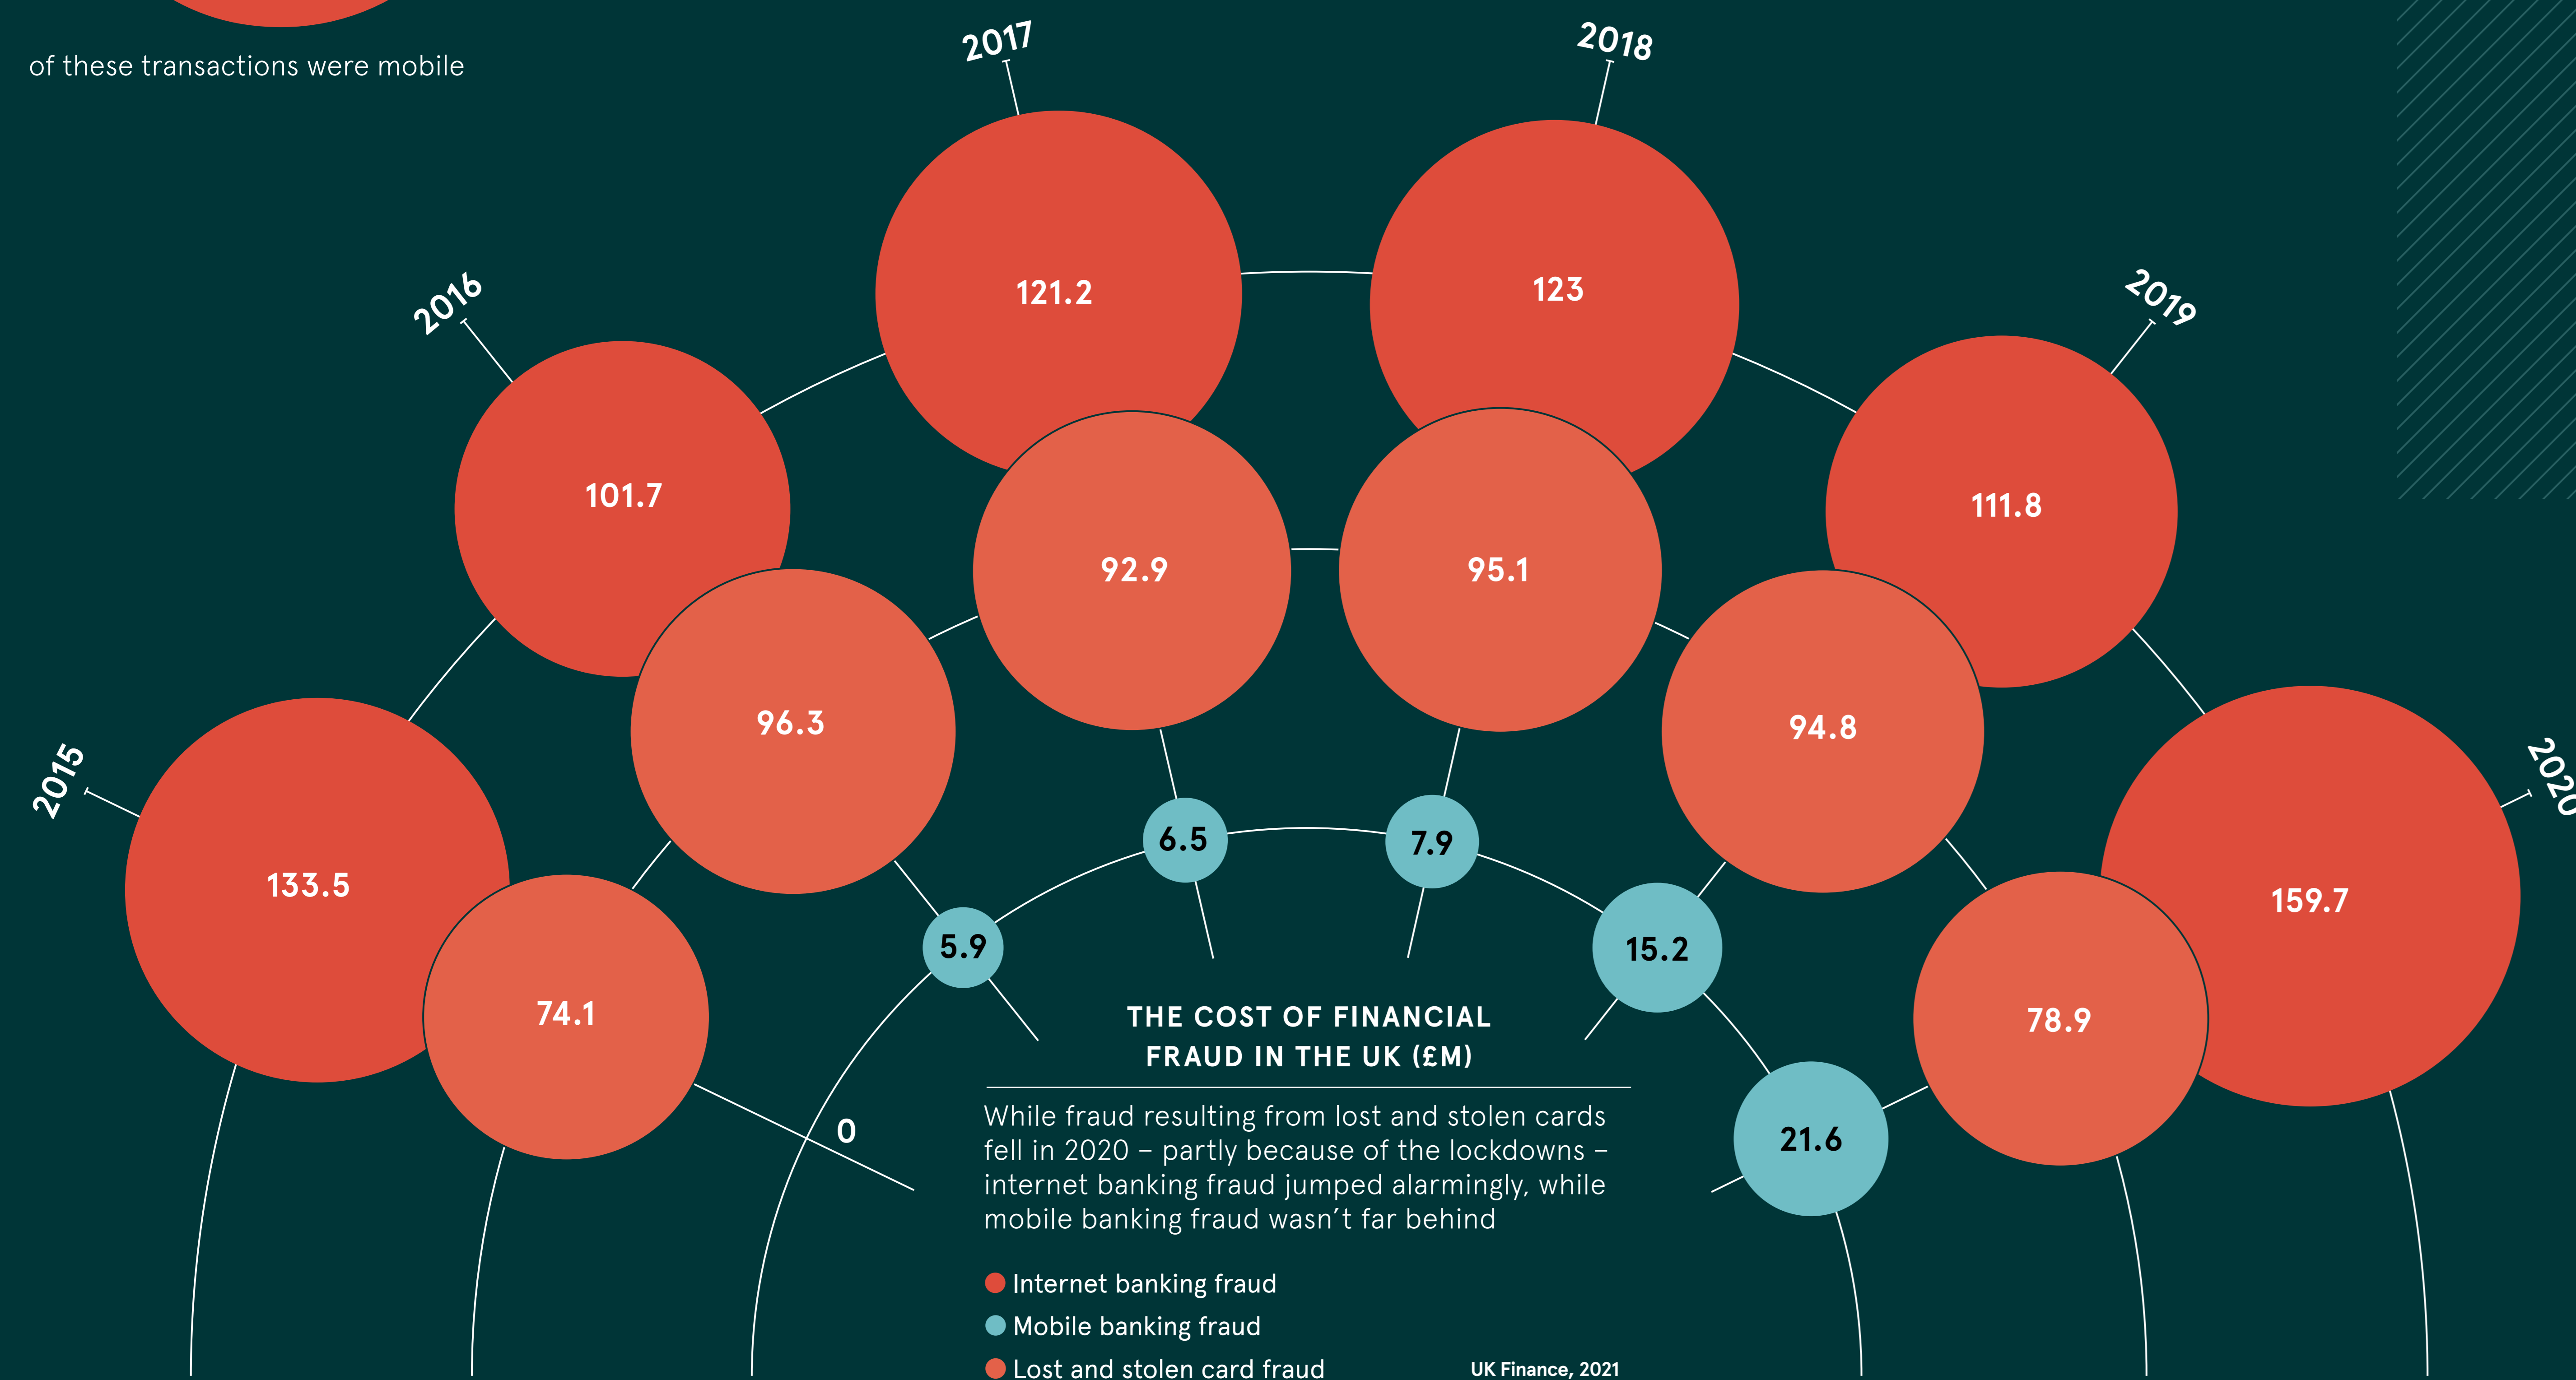 of these transactions were mobile
2017
2018
2016
2019
2015
2020
121.2
123
101.7
111.8
92.9
95.1
96.3
94.8
133.5
159.7
6.5
7.9
5.9
15.2
74.1
78.9
0
21.6
THE COST OF FINANCIAL
FRAUD IN THE UK (£M)
While fraud resulting from lost and stolen cards
fell in 2020 – partly because of the lockdowns –
internet banking fraud jumped alarmingly, while
mobile banking fraud wasn’t far behind
Internet banking fraud
Mobile banking fraud
Lost and stolen card fraud
UK Finance, 2021